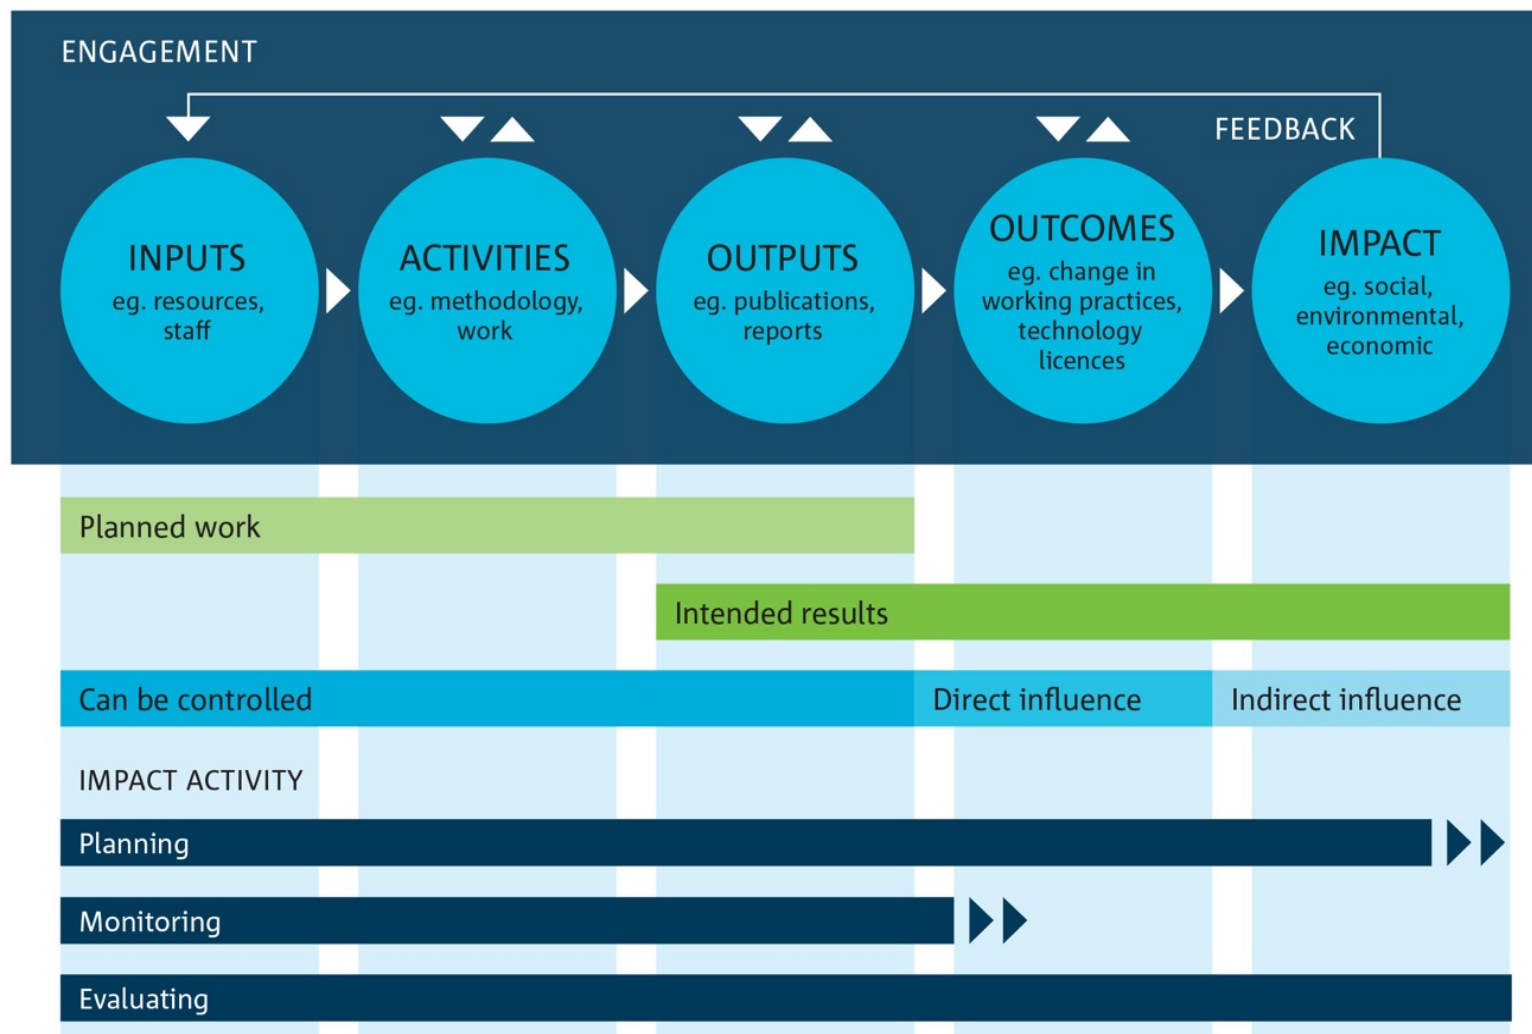 ENGAGEMENT
FEEDBACK
INPUTS
eg. resources,
staff
ACTIVITIES
eg. methodology,
work
OUTPUTS
eg. publications,
reports
OUTCOMES
eg. change in
working practices,
technology
licences
IMPACT
eg. social,
environmental,
economic
Planned work
Intended results
Can be controlled
Direct influence
Indirect influence
IMPACT ACTIVITY
Planning
Monitoring
Evaluating